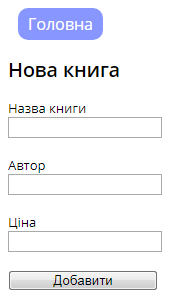 Головна
Нова книга
Назва книги
Автор
Ціна
Добавити